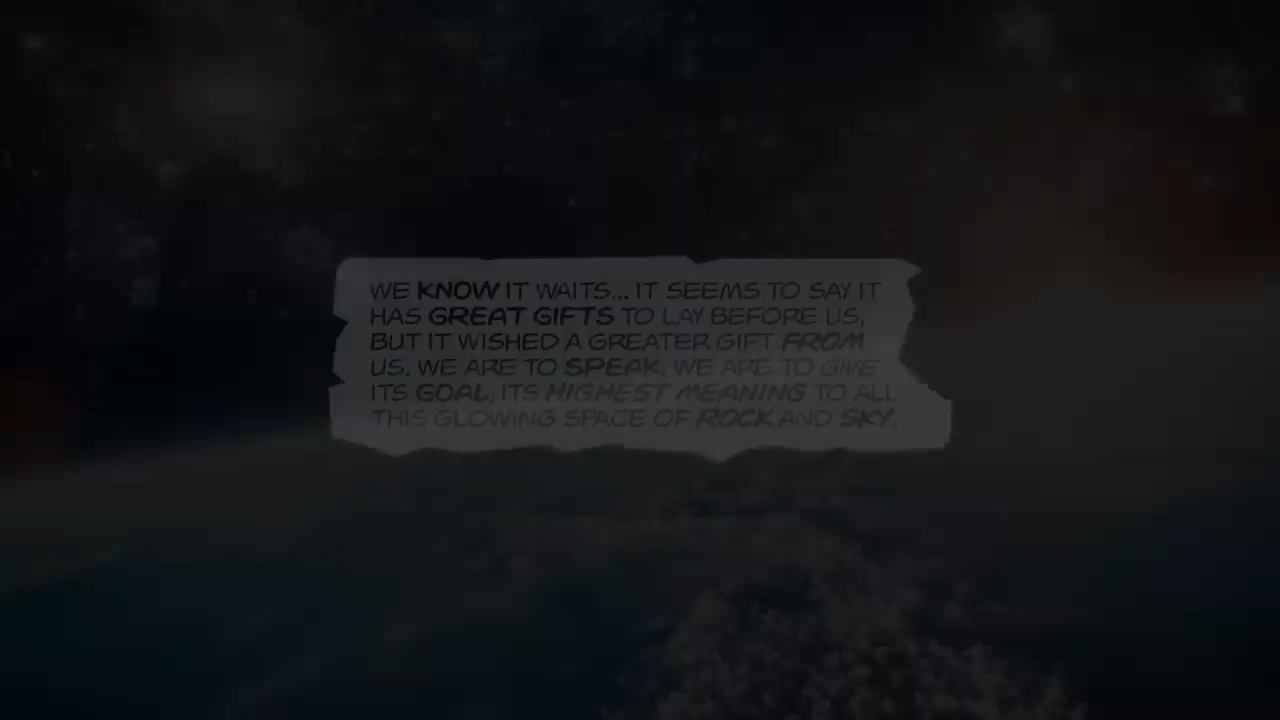 WE KNOW IT WAITS... IT SEEMS TO SAY IT
HAS GREAT GIFTS TO LAY BEFORE US,
BUT IT WISHED A GREATER GIFT FROM
US. WE ARE TO SPEAK, WE ARE TO GIVE
ITS GOAL, ITS HIGHEST MEANING TO ALL
THIS GLOWING SPACE OF ROCK AND SKY.